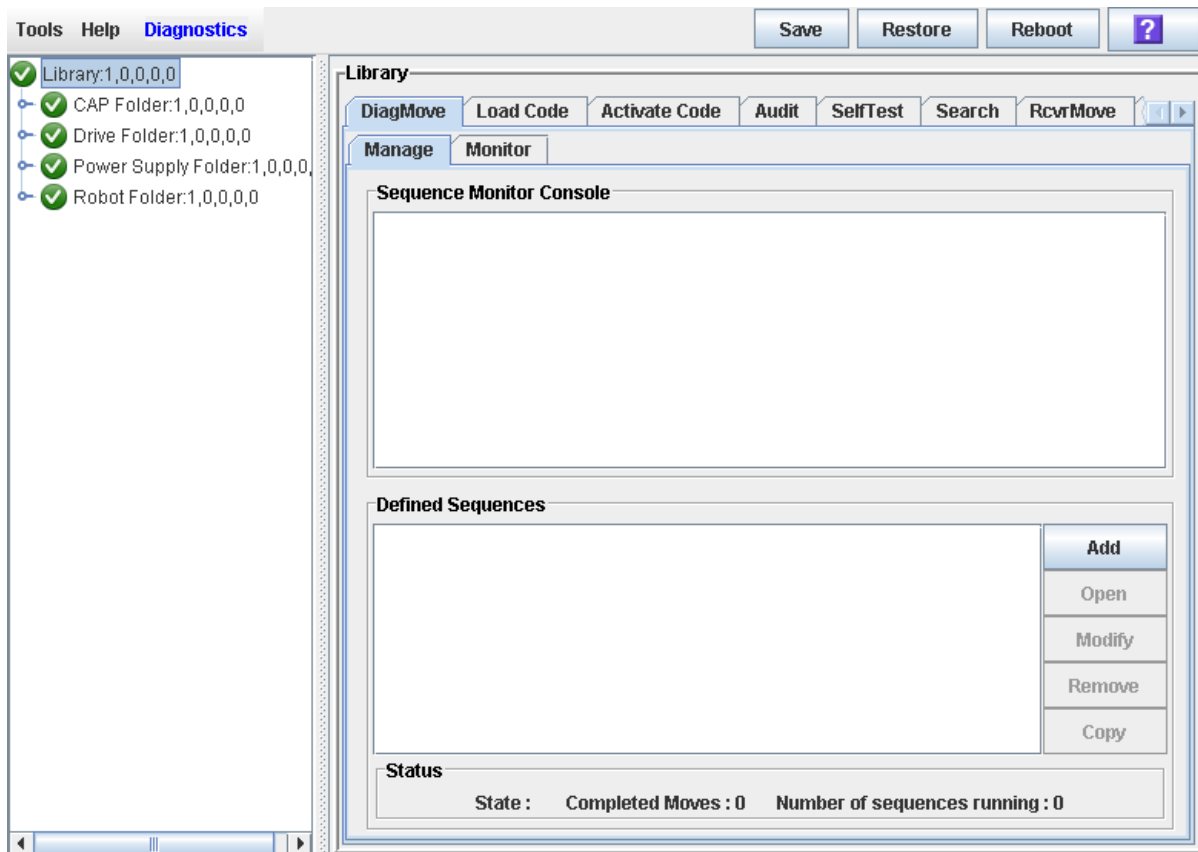 Tools Help Diagnostics Save Restore Reboot ?
Library:1,0,0,0,0
CAP Folder:1,0,0,0,0
Drive Folder:1,0,0,0,0
Power Supply Folder:1,0,0,0,
Robot Folder:1,0,0,0,0
Library
DiagMove Load Code Activate Code Audit SelfTest Search RcvrMove
Manage Monitor
Sequence Monitor Console
Defined Sequences
Add
Open
Modify
Remove
Copy
Status
State : Completed Moves : 0 Number of sequences running : 0